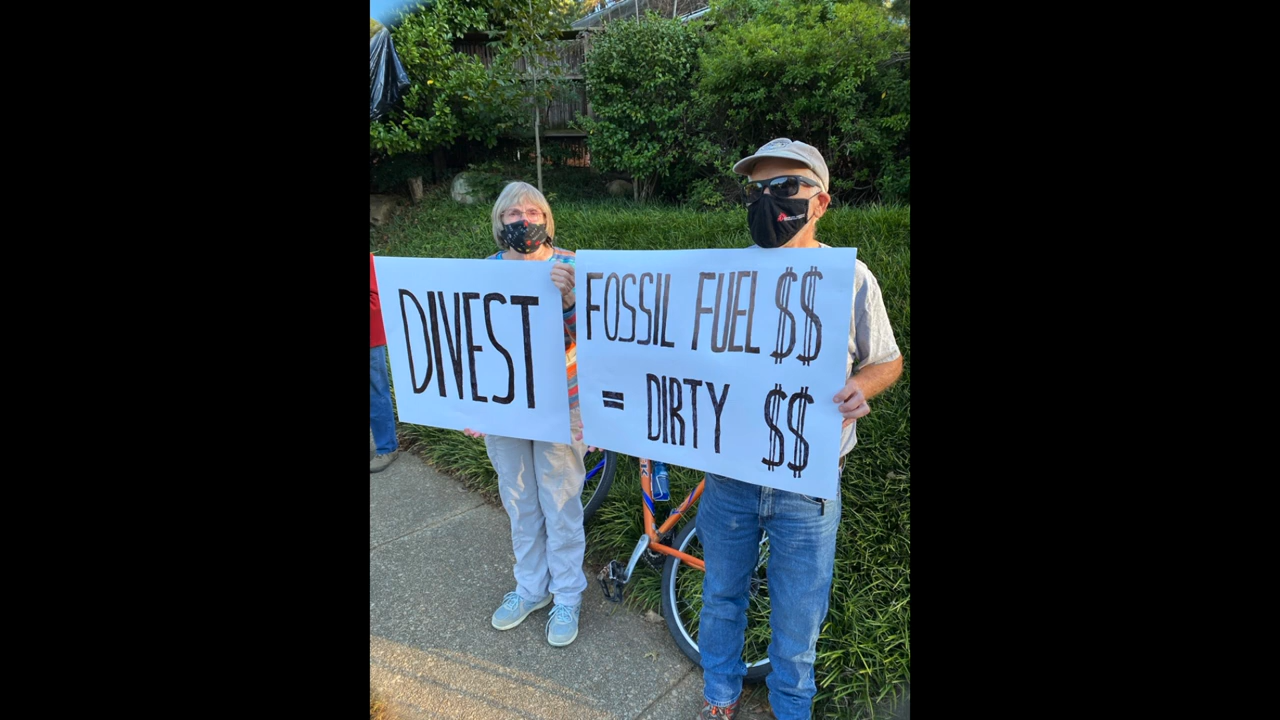 DIVEST
FOSSIL FUEL $$
= DIRTY $$